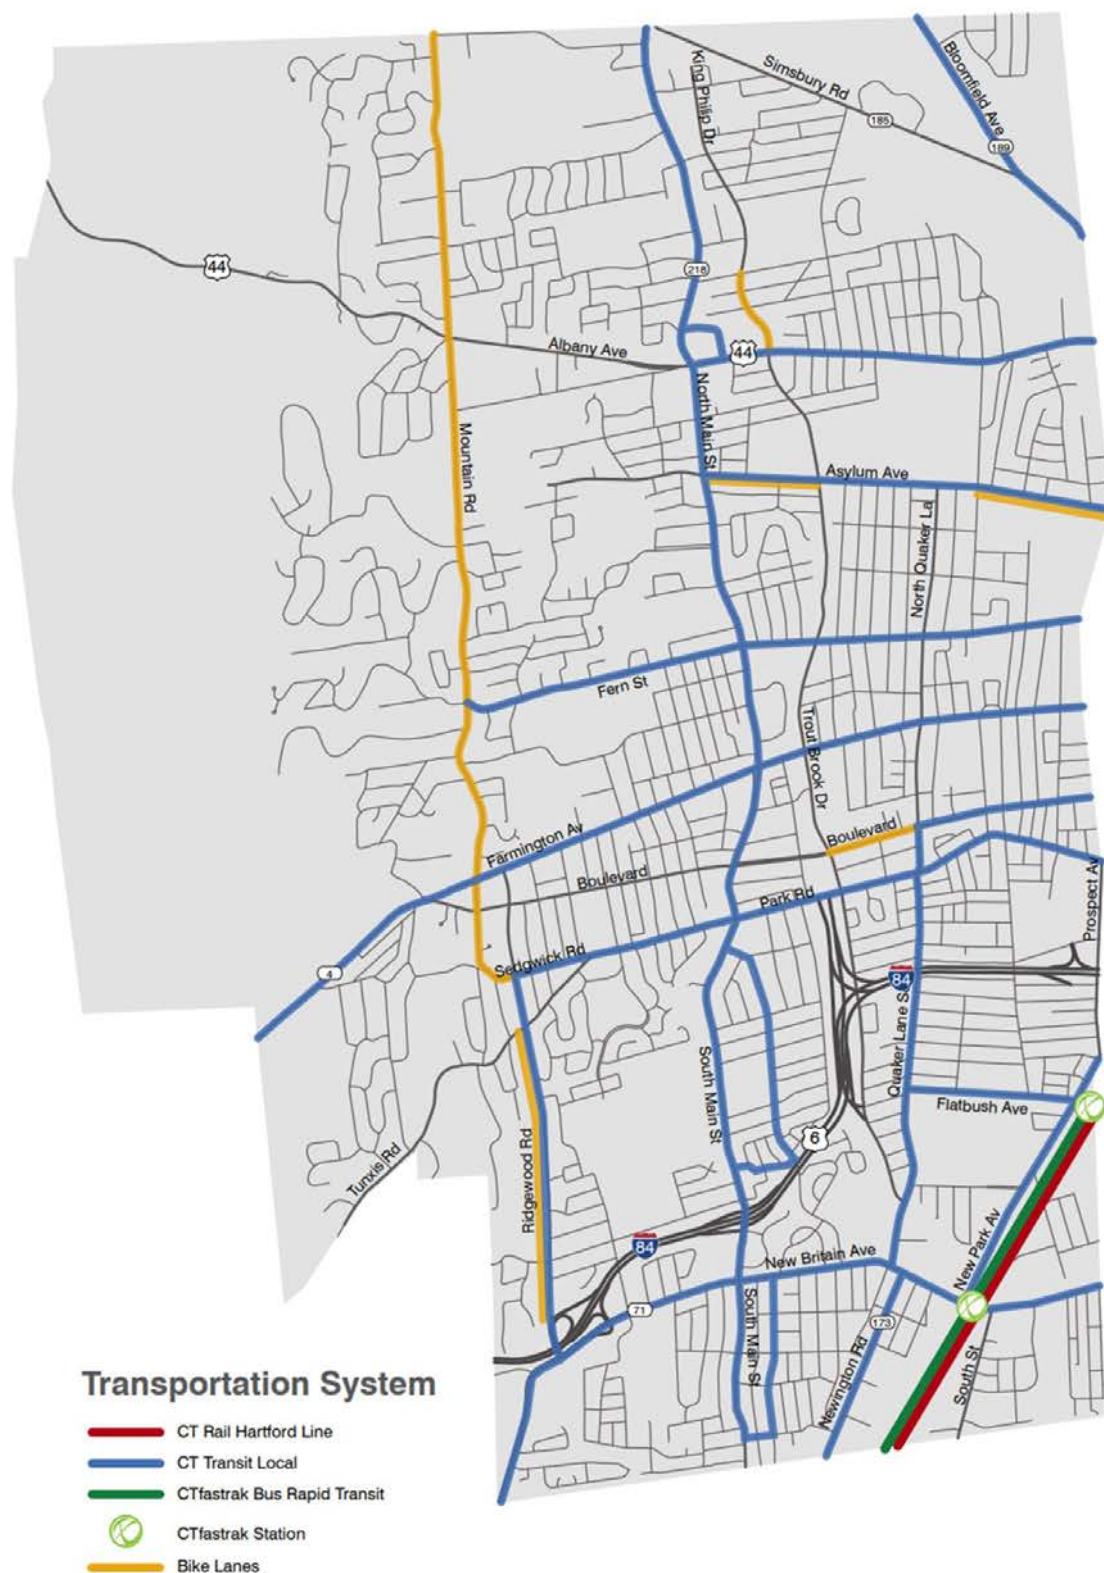 King Philip Dr
Simsbury Rd
185
Bloomfield Ave
189
44
218
Albany Ave
44
North Main St
Mountain Rd
Asylum Ave
North Quaker La
Fern St
Trout Brook Dr
Farmington Av
Boulevard
Boulevard
Park Rd
Prospect Av
Sedgwick Rd
4
84
Quaker Lane S
South Main St
Flatbush Ave
6
Tunxis Rd
Ridgewood Rd
84
New Park Av
New Britain Ave
71
South Main St
173
Newington Rd
South St
Transportation System
CT Rail Hartford Line
CT Transit Local
CTfastrak Bus Rapid Transit
CTfastrak Station
Bike Lanes